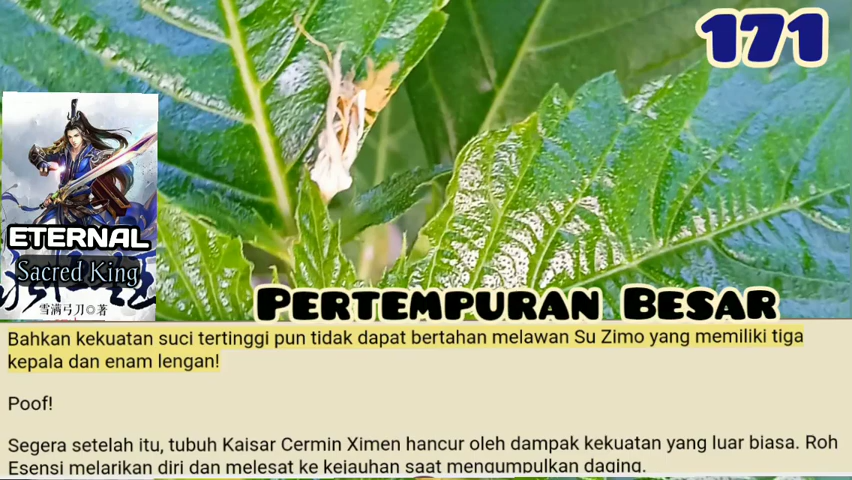 171
ETERNAL
Sacred King
雪满弓刀◎著
PERTEMPURAN BESAR
Bahkan kekuatan suci tertinggi pun tidak dapat bertahan melawan Su Zimo yang memiliki tiga
kepala dan enam lengan!
Poof!
Segera setelah itu, tubuh Kaisar Cermin Ximen hancur oleh dampak kekuatan yang luar biasa. Roh
Esensi melarikan diri dan melesat ke kejauhan saat mengumpulkan daging.